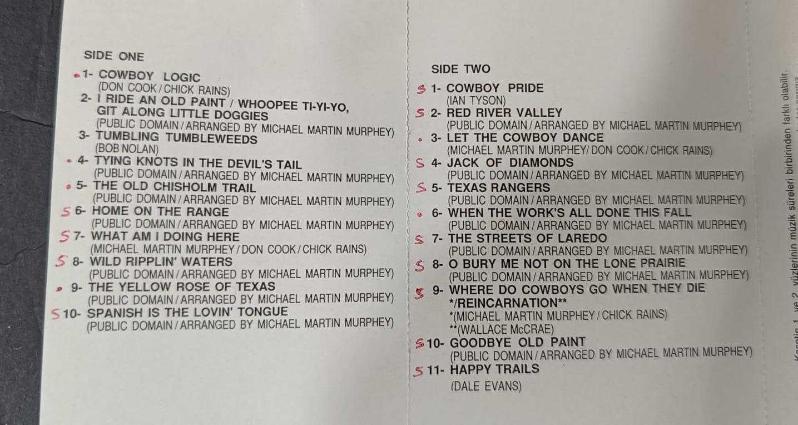 SIDE ONE
1- COWBOY LOGIC
(DON COOK/CHICK RAINS)
2- I RIDE AN OLD PAINT / WHOOPEE TI-YI-YO,
GIT ALONG LITTLE DOGGIES
(PUBLIC DOMAIN/ARRANGED BY MICHAEL MARTIN MURPHEY)
3- TUMBLING TUMBLEWEEDS
(BOB NOLAN)
4- TYING KNOTS IN THE DEVIL'S TAIL
(PUBLIC DOMAIN/ARRANGED BY MICHAEL MARTIN MURPHEY)
5- THE OLD CHISHOLM TRAIL
(PUBLIC DOMAIN/ARRANGED BY MICHAEL MARTIN MURPHEY)
S 6- HOME ON THE RANGE
(PUBLIC DOMAIN/ARRANGED BY MICHAEL MARTIN MURPHEY)
S 7- WHAT AM I DOING HERE
(MICHAEL MARTIN MURPHEY/DON COOK/CHICK RAINS)
S 8- WILD RIPPLIN' WATERS
(PUBLIC DOMAIN/ARRANGED BY MICHAEL MARTIN MURPHEY)
9- THE YELLOW ROSE OF TEXAS
(PUBLIC DOMAIN/ARRANGED BY MICHAEL MARTIN MURPHEY)
S 10- SPANISH IS THE LOVIN' TONGUE
(PUBLIC DOMAIN/ARRANGED BY MICHAEL MARTIN MURPHEY)
SIDE TWO
S 1- COWBOY PRIDE
(IAN TYSON)
S 2- RED RIVER VALLEY
(PUBLIC DOMAIN/ARRANGED BY MICHAEL MARTIN MURPHEY)
3- LET THE COWBOY DANCE
(MICHAEL MARTIN MURPHEY/DON COOK/CHICK RAINS)
S 4- JACK OF DIAMONDS
(PUBLIC DOMAIN/ARRANGED BY MICHAEL MARTIN MURPHEY)
S 5- TEXAS RANGERS
(PUBLIC DOMAIN/ARRANGED BY MICHAEL MARTIN MURPHEY)
6- WHEN THE WORK'S ALL DONE THIS FALL
(PUBLIC DOMAIN/ARRANGED BY MICHAEL MARTIN MURPHEY)
S 7- THE STREETS OF LAREDO
(PUBLIC DOMAIN/ARRANGED BY MICHAEL MARTIN MURPHEY)
S 8- O BURY ME NOT ON THE LONE PRAIRIE
(PUBLIC DOMAIN/ARRANGED BY MICHAEL MARTIN MURPHEY)
S 9- WHERE DO COWBOYS GO WHEN THEY DIE
*/REINCARNATION**
*(MICHAEL MARTIN MURPHEY/CHICK RAINS)
**(WALLACE McCRAE)
S 10- GOODBYE OLD PAINT
(PUBLIC DOMAIN/ARRANGED BY MICHAEL MARTIN MURPHEY)
S 11- HAPPY TRAILS
(DALE EVANS)
1. ve 2. yüzlerinin müzik süreleri birbirinden farklı olabilir.